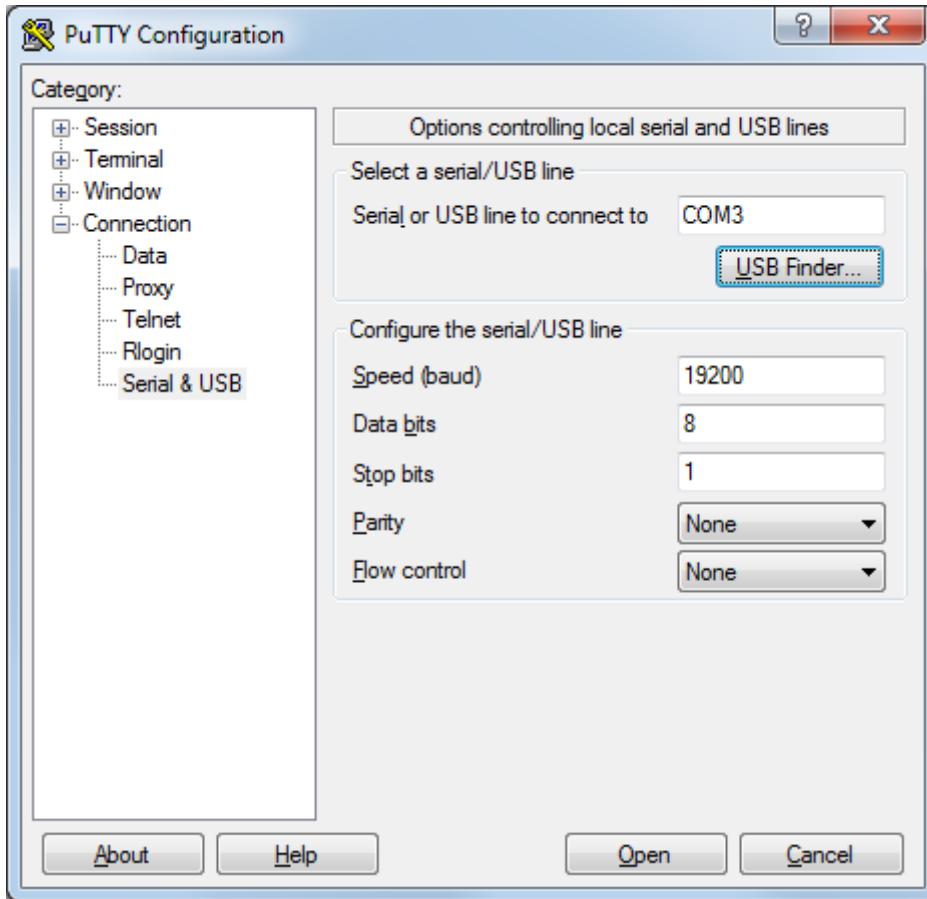 PuTTY Configuration
Category:
Session
Terminal
Window
Connection
Data
Proxy
Telnet
Rlogin
Serial & USB
Options controlling local serial and USB lines
Select a serial/USB line
Serial or USB line to connect to COM3
USB Finder...
Configure the serial/USB line
Speed (baud) 19200
Data bits 8
Stop bits 1
Parity None
Flow control None
About Help Open Cancel